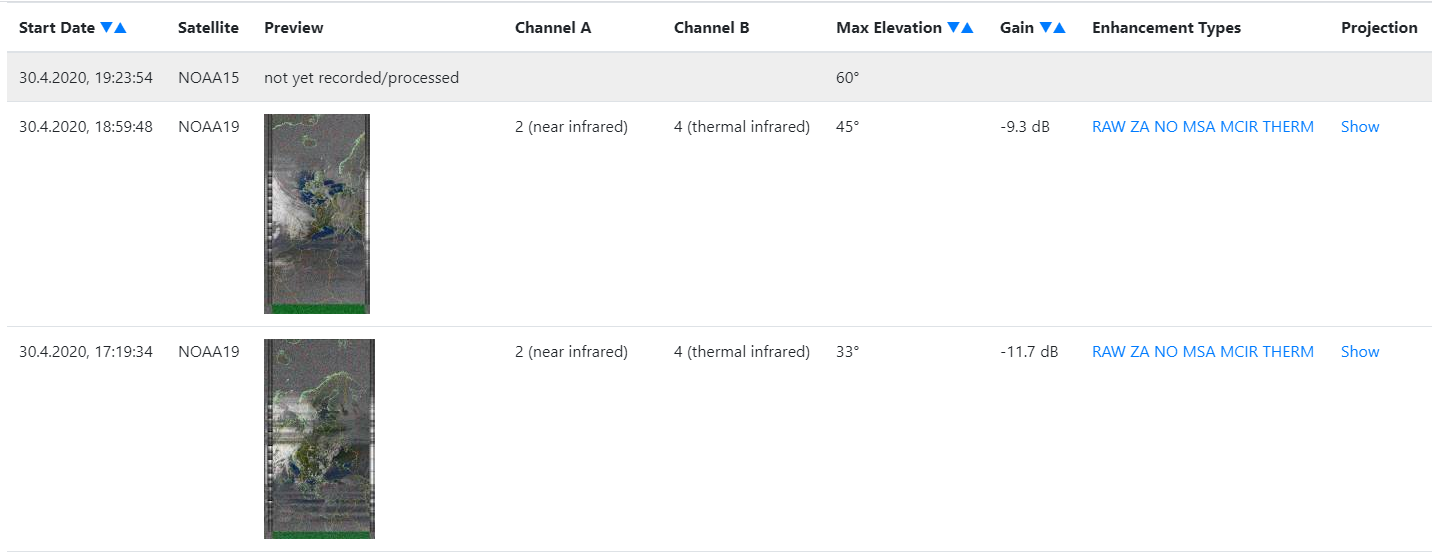 Start Date ▼▲ Satellite Preview Channel A Channel B Max Elevation ▼▲ Gain ▼▲ Enhancement Types Projection
30.4.2020, 19:23:54 NOAA15 not yet recorded/processed 60°
30.4.2020, 18:59:48 NOAA19 2 (near infrared) 4 (thermal infrared) 45° -9.3 dB RAW ZA NO MSA MCIR THERM Show
30.4.2020, 17:19:34 NOAA19 2 (near infrared) 4 (thermal infrared) 33° -11.7 dB RAW ZA NO MSA MCIR THERM Show